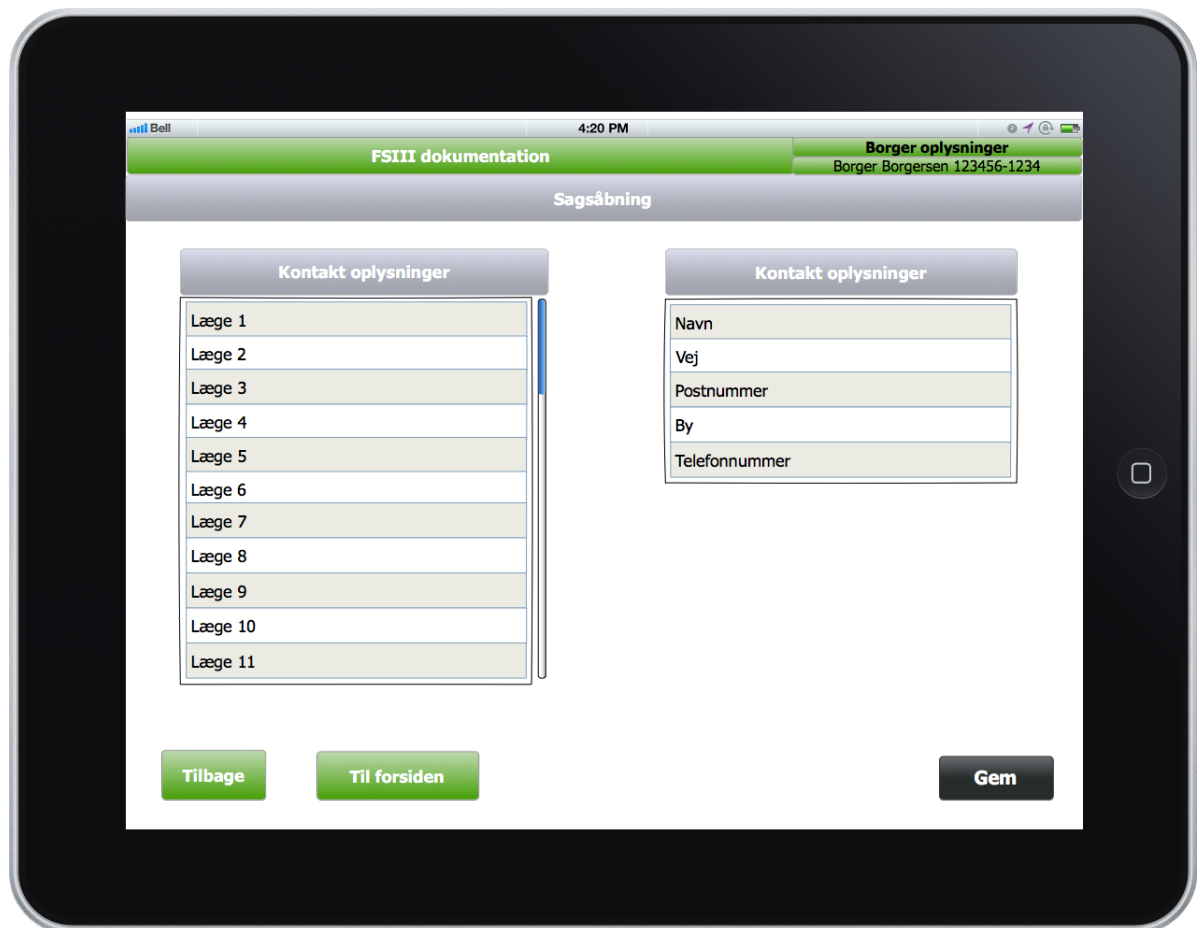 Bell
4:20 PM
FSIII dokumentation
Borger oplysninger
Borger Borgersen 123456-1234
Sagsåbning
Kontakt oplysninger
Læge 1
Læge 2
Læge 3
Læge 4
Læge 5
Læge 6
Læge 7
Læge 8
Læge 9
Læge 10
Læge 11
Kontakt oplysninger
Navn
Vej
Postnummer
By
Telefonnummer
Tilbage
Til forsiden
Gem